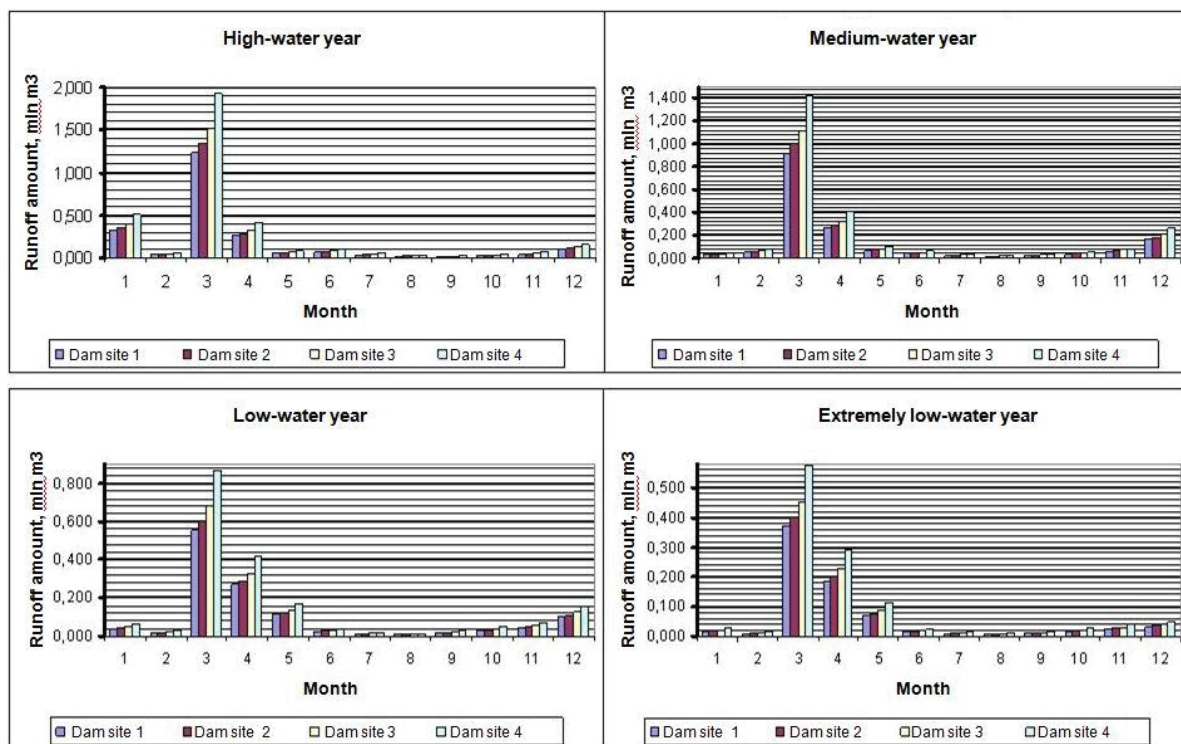 High-water year
Runoff amount, mln m3
2,000
1,500
1,000
0,500
0,000
1 2 3 4 5 6 7 8 9 10 11 12
Month
Dam site 1 Dam site 2 Dam site 3 Dam site 4
Medium-water year
Runoff amount, mln m3
1,400
1,200
1,000
0,800
0,600
0,400
0,200
0,000
1 2 3 4 5 6 7 8 9 10 11 12
Month
Dam site 1 Dam site 2 Dam site 3 Dam site 4
Low-water year
Runoff amount, mln m3
0,800
0,600
0,400
0,200
0,000
1 2 3 4 5 6 7 8 9 10 11 12
Month
Dam site 1 Dam site 2 Dam site 3 Dam site 4
Extremely low-water year
Runoff amount, mln m3
0,500
0,400
0,300
0,200
0,100
0,000
1 2 3 4 5 6 7 8 9 10 11 12
Month
Dam site 1 Dam site 2 Dam site 3 Dam site 4